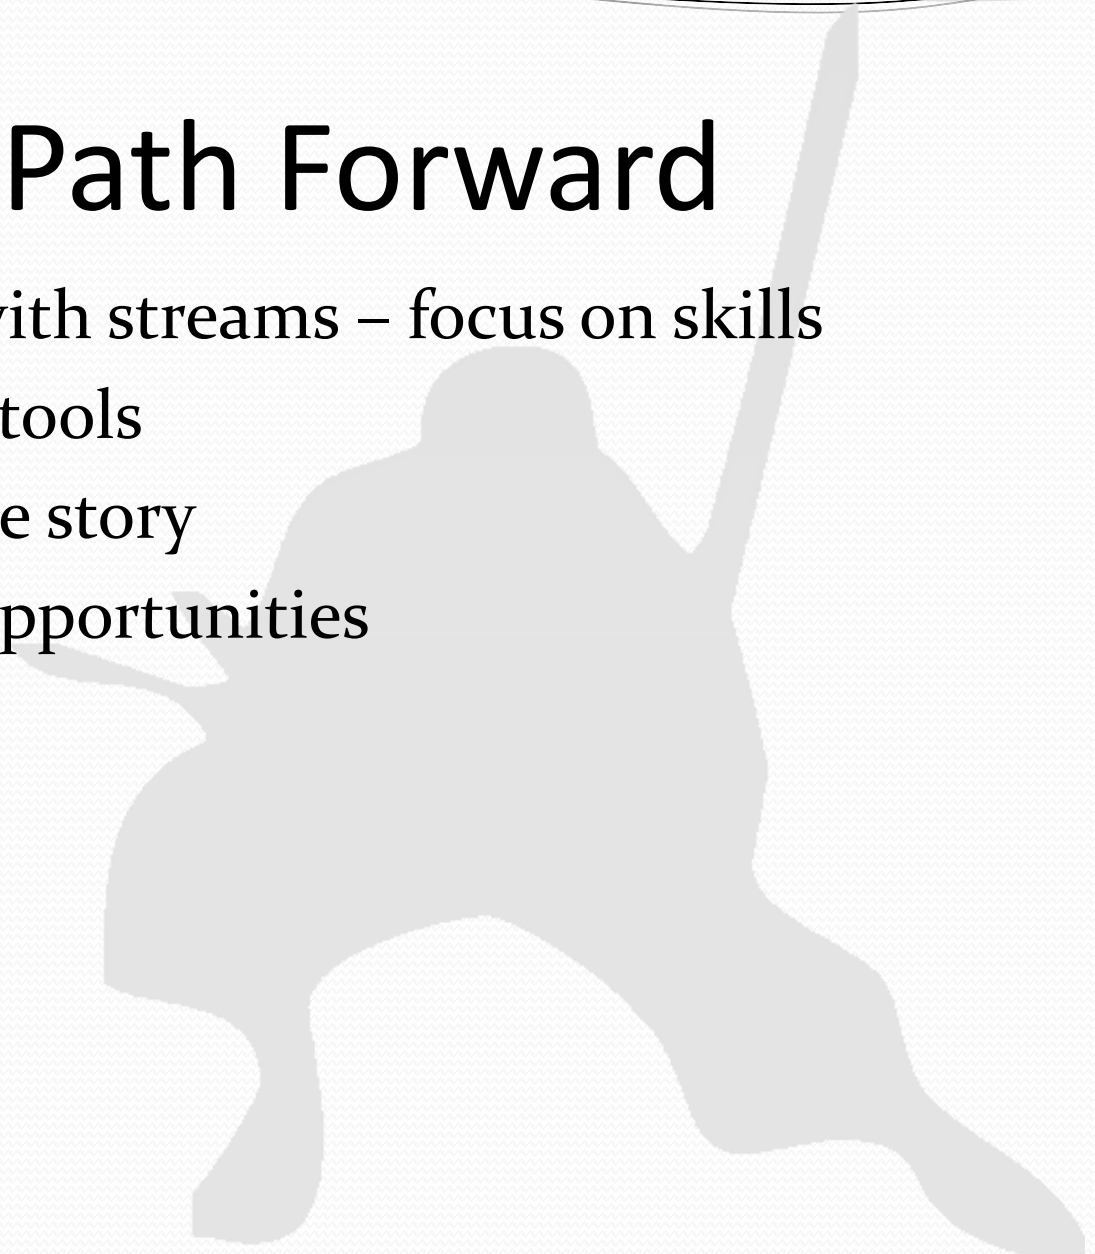 Path Forward
ith streams – focus on skills
tools
e story
pportunities